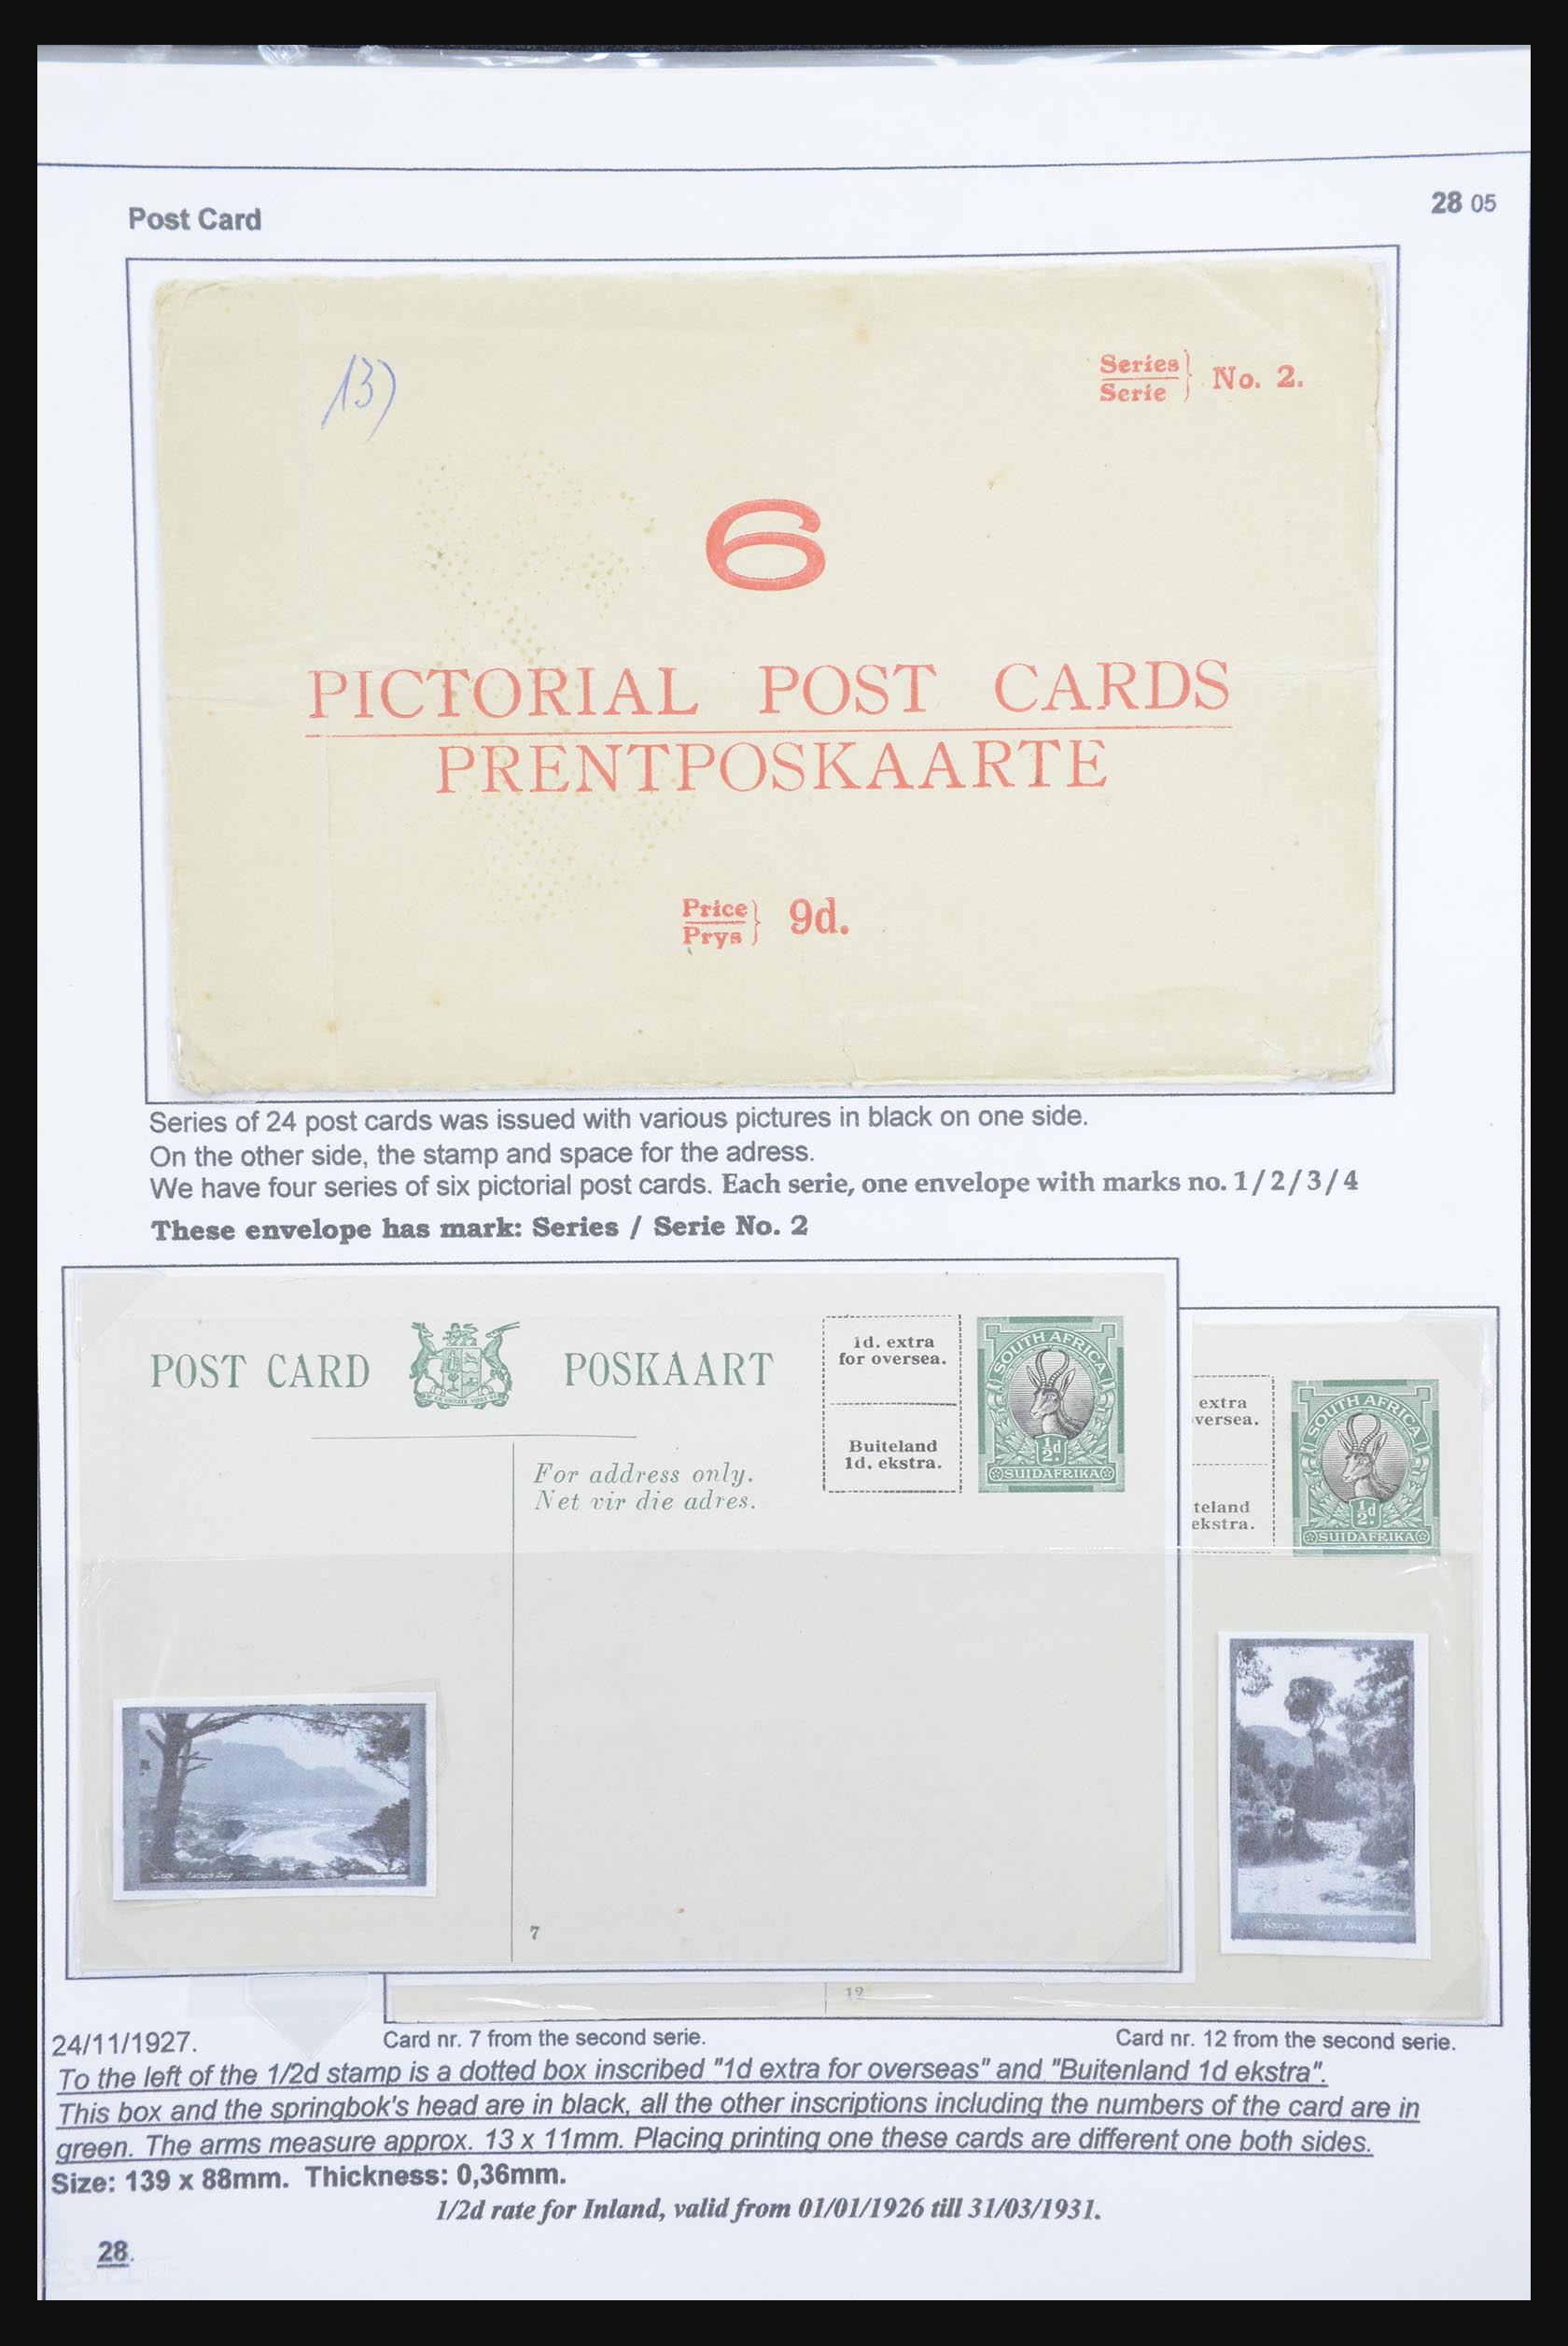 Post Card
28 05
13)
Series
Serie
No. 2.
6
PICTORIAL POST CARDS
PRENTPOSKAARTE
Price
Prys
9d.
Series of 24 post cards was issued with various pictures in black on one side.
On the other side, the stamp and space for the adress.
We have four series of six pictorial post cards. Each serie, one envelope with marks no. 1/2/3/4
These envelope has mark: Series / Serie No. 2
POST CARD
POSKAART
1d. extra
for oversea.
Buiteland
1d. ekstra.
SOUTH AFRICA
½d
SUIDAFRIKA
For address only.
Net vir die adres.
7
extra
versea.
teland
ekstra.
SOUTH AFRICA
½d
SUIDAFRIKA
Knysna
12
24/11/1927.
Card nr. 7 from the second serie.
Card nr. 12 from the second serie.
To the left of the 1/2d stamp is a dotted box inscribed "1d extra for overseas" and "Buitenland 1d ekstra".
This box and the springbok's head are in black, all the other inscriptions including the numbers of the card are in
green. The arms measure approx. 13 x 11mm. Placing printing one these cards are different one both sides.
Size: 139 x 88mm. Thickness: 0,36mm.
1/2d rate for Inland, valid from 01/01/1926 till 31/03/1931.
28.